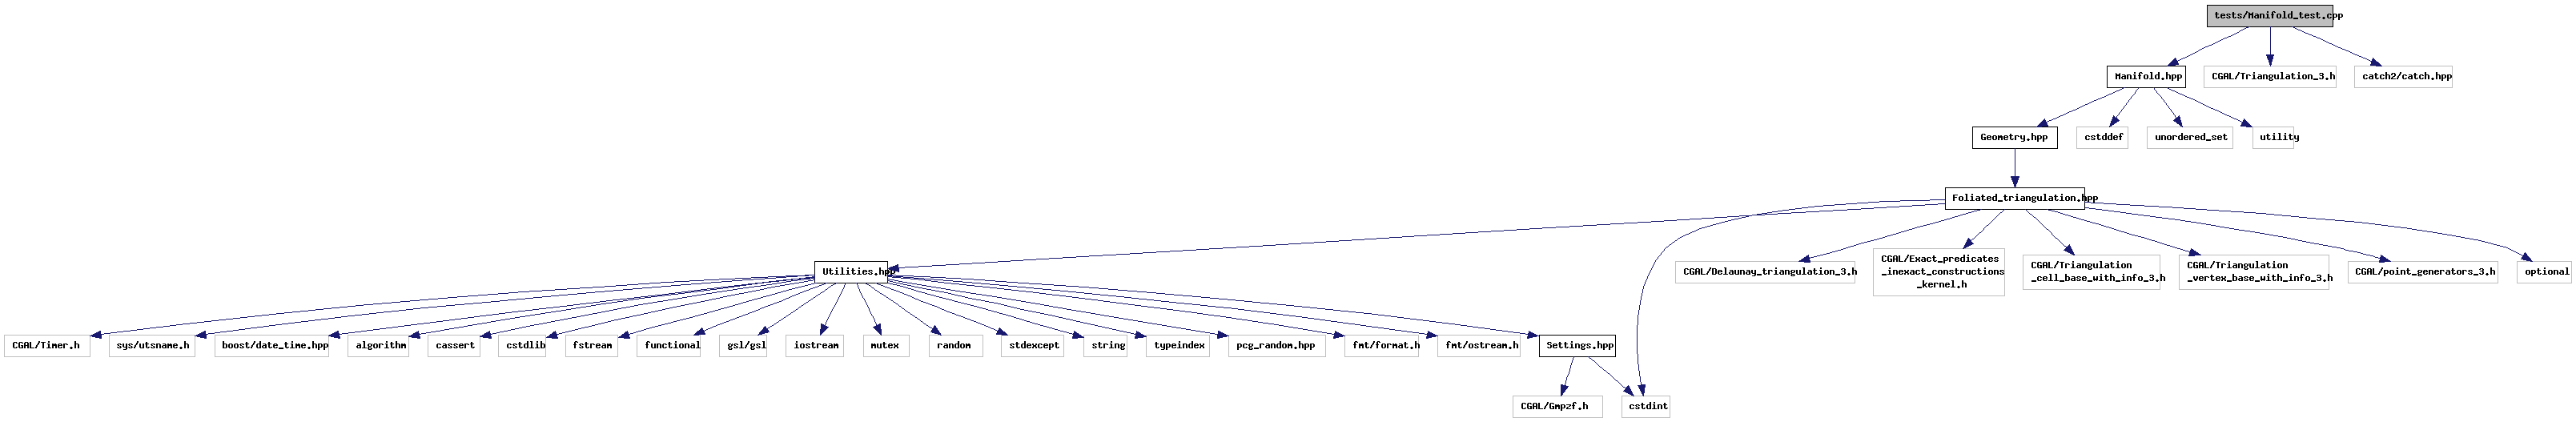 tests/Manifold_test.cpp
Manifold.hpp
CGAL/Triangulation_3.h
catch2/catch.hpp
Geometry.hpp
cstddef
unordered_set
utility
Foliated_triangulation.hpp
Utilities.hpp
CGAL/Delaunay_triangulation_3.h
CGAL/Exact_predicates
_inexact_constructions
_kernel.h
CGAL/Triangulation
_cell_base_with_info_3.h
CGAL/Triangulation
_vertex_base_with_info_3.h
CGAL/point_generators_3.h
optional
CGAL/Timer.h
sys/utsname.h
boost/date_time.hpp
algorithm
cassert
cstdlib
fstream
functional
gsl/gsl
iostream
mutex
random
stdexcept
string
typeindex
pcg_random.hpp
fmt/format.h
fmt/ostream.h
Settings.hpp
CGAL/Gmpzf.h
cstdint